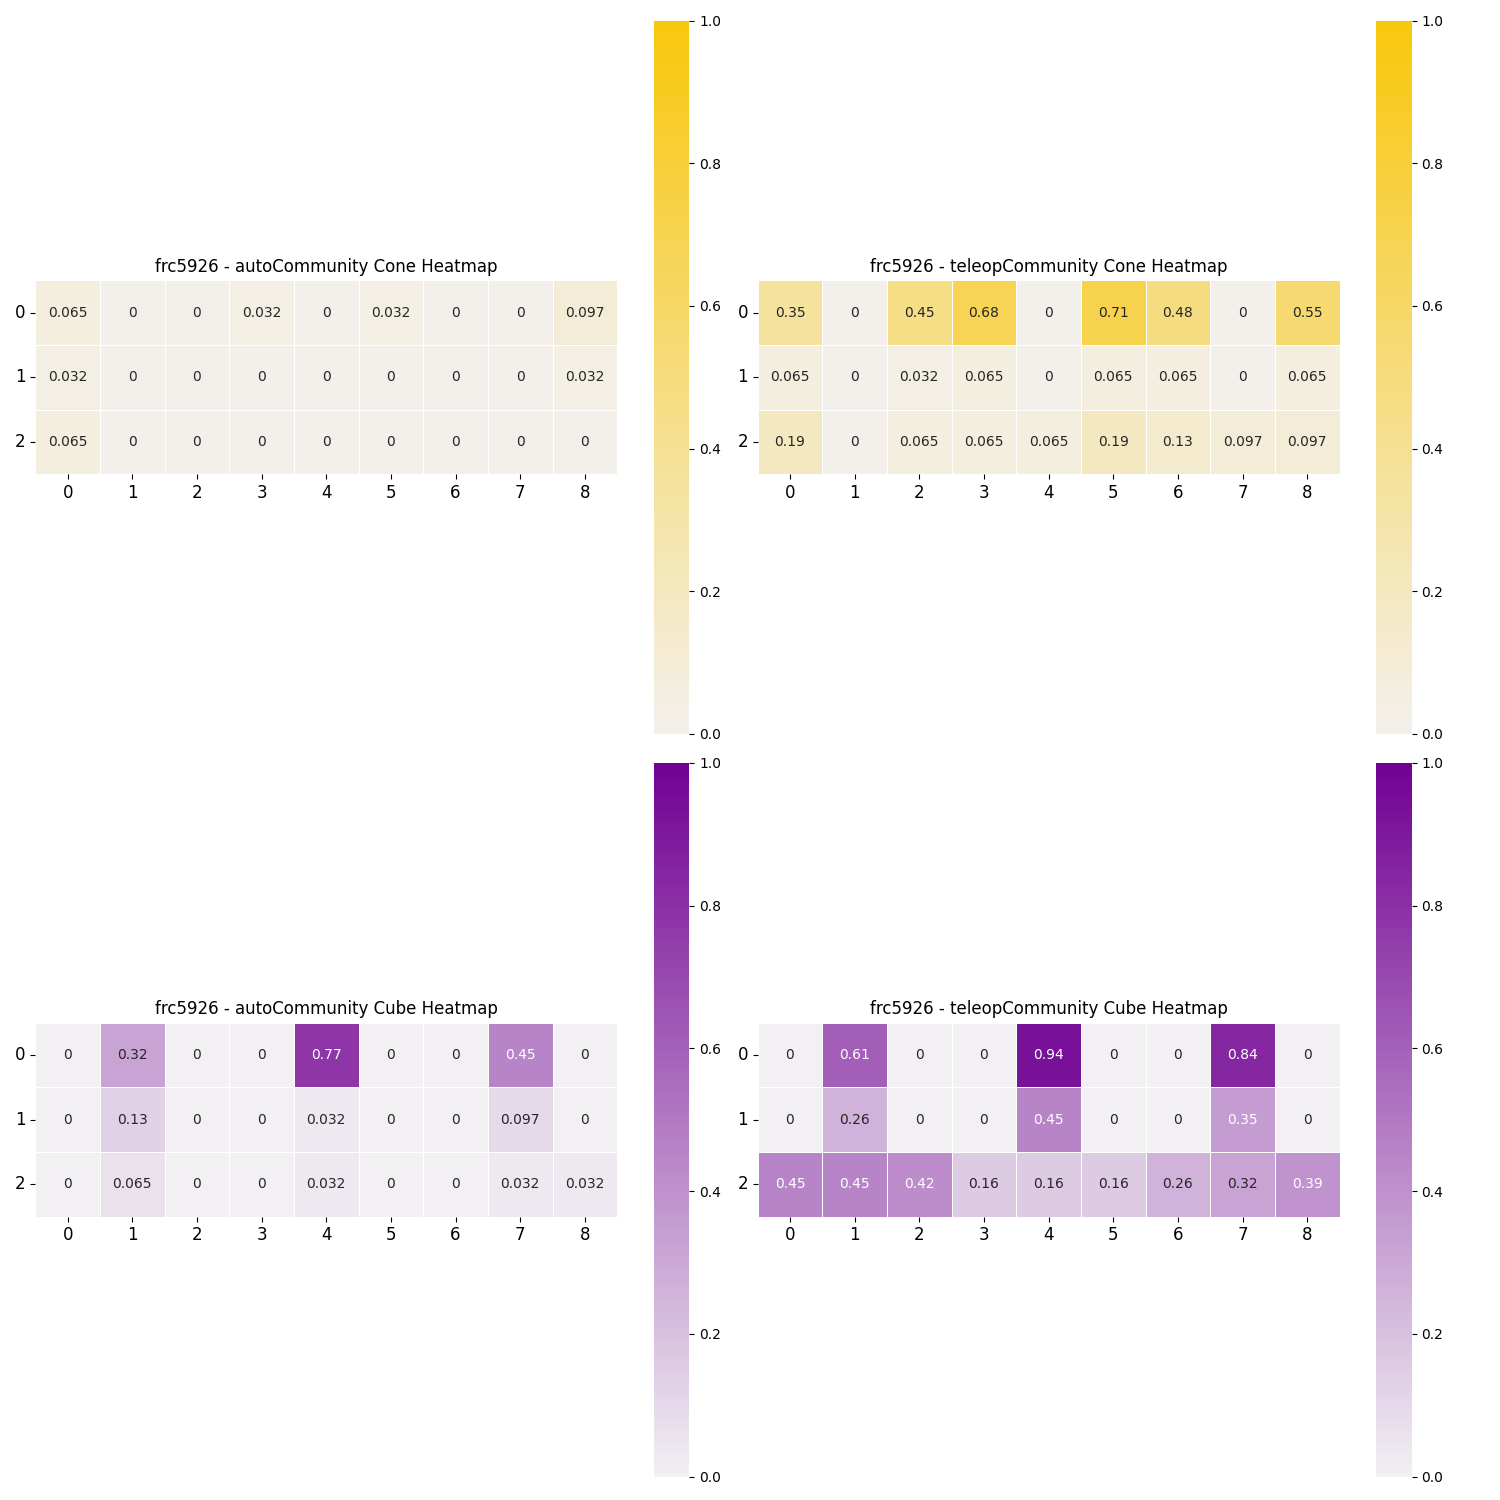 frc5926 - autoCommunity Cone Heatmap
0 0.065 0 0 0.032 0 0.032 0 0 0.097
1 0.032 0 0 0 0 0 0 0 0.032
2 0.065 0 0 0 0 0 0 0 0
0 1 2 3 4 5 6 7 8
1.0
0.8
0.6
0.4
0.2
0.0
frc5926 - teleopCommunity Cone Heatmap
0.35 0 0.45 0.68 0 0.71 0.48 0 0.55
0.065 0 0.032 0.065 0 0.065 0.065 0 0.065
0.19 0 0.065 0.065 0.065 0.19 0.13 0.097 0.097
0
1
2
0 1 2 3 4 5 6 7 8
1.0
0.8
0.6
0.4
0.2
0.0
frc5926 - autoCommunity Cube Heatmap
0 0 0.32 0 0 0.77 0 0 0.45 0
1 0 0.13 0 0 0.032 0 0 0.097 0
2 0 0.065 0 0 0.032 0 0 0.032 0.032
0 1 2 3 4 5 6 7 8
1.0
0.8
0.6
0.4
0.2
0.0
frc5926 - teleopCommunity Cube Heatmap
0 0 0.61 0 0 0.94 0 0 0.84 0
1 0 0.26 0 0 0.45 0 0 0.35 0
2 0.45 0.45 0.42 0.16 0.16 0.16 0.26 0.32 0.39
0 1 2 3 4 5 6 7 8
1.0
0.8
0.6
0.4
0.2
0.0